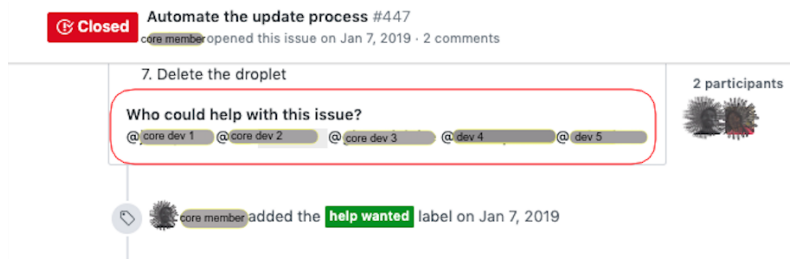 Closed
Automate the update process #447
core member opened this issue on Jan 7, 2019 · 2 comments
7. Delete the droplet
2 participants
Who could help with this issue?
@ core dev 1 @ core dev 2 @ core dev 3 @ dev 4 @ dev 5
core member added the help wanted label on Jan 7, 2019